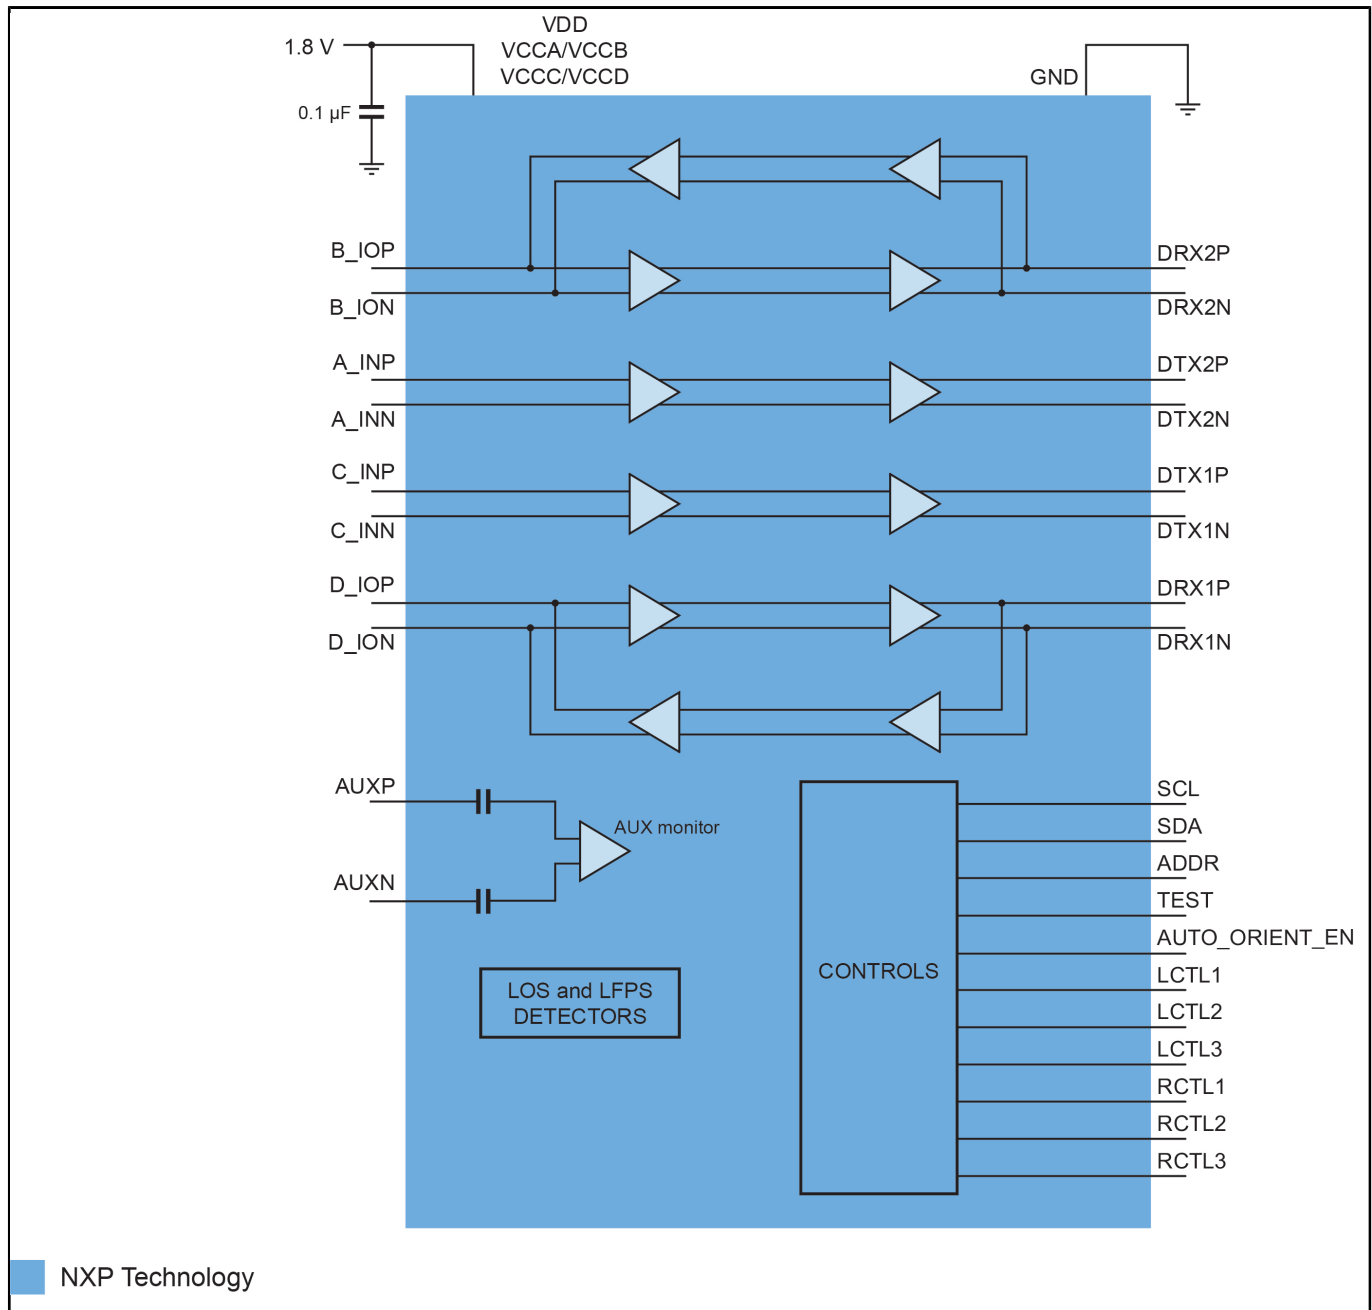 VDD
1.8 V
VCCA/VCCB
VCCC/VCCD
GND
0.1 µF
B_IOP
DRX2P
B_ION
DRX2N
A_INP
DTX2P
A_INN
DTX2N
C_INP
DTX1P
C_INN
DTX1N
D_IOP
DRX1P
D_ION
DRX1N
AUXP
AUX monitor
AUXN
LOS and LFPS
DETECTORS
CONTROLS
SCL
SDA
ADDR
TEST
AUTO_ORIENT_EN
LCTL1
LCTL2
LCTL3
RCTL1
RCTL2
RCTL3
NXP Technology